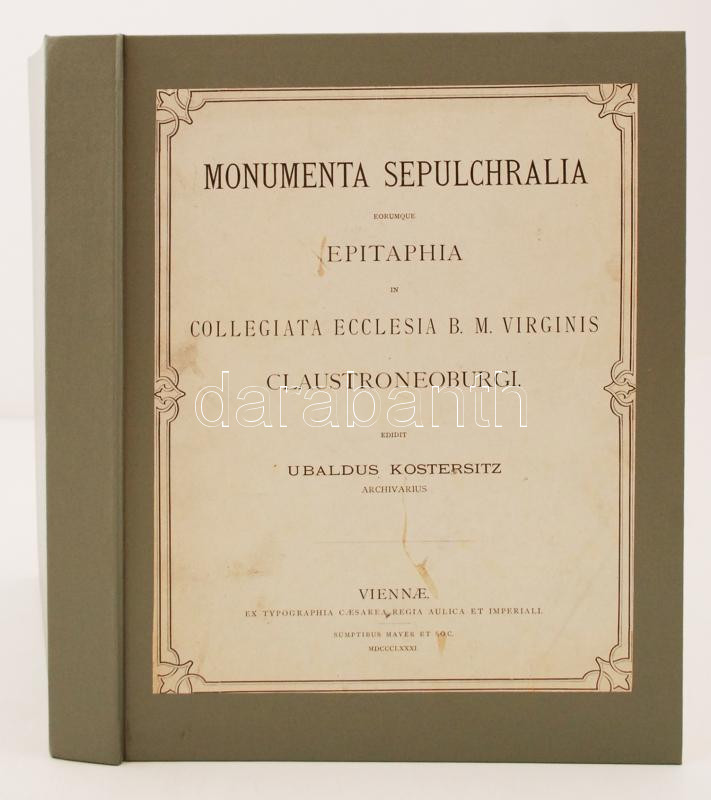 MONUMENTA SEPULCHRALIA
EORUMQUE
EPITAPHIA
IN
COLLEGIATA ECCLESIA B. M. VIRGINIS
CLAUSTRONEOBURGI.
darabanth
EDIDIT
UBALDUS KOSTERSITZ
ARCHIVARIUS
VIENNÆ.
EX TYPOGRAPHIA CÆSAREA REGIA AULICA ET IMPERIALI.
SUMPTIBUS MAYER ET SOC.
MDCCCLXXXI